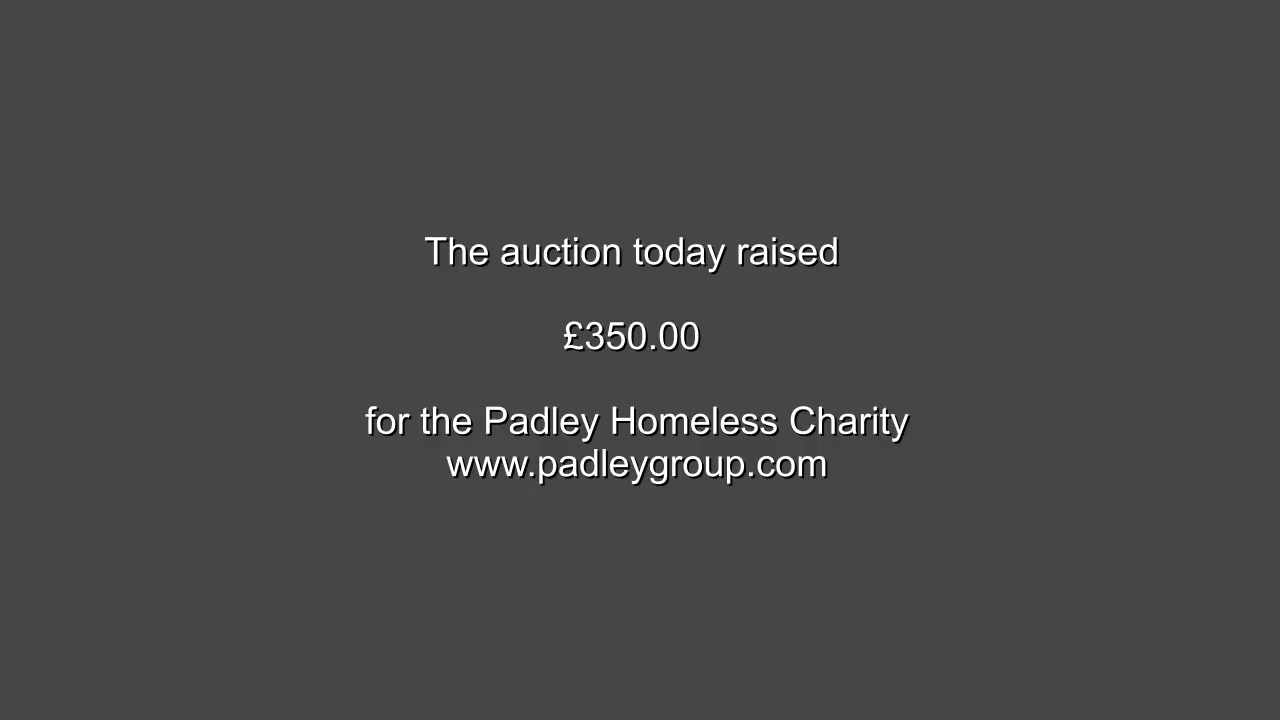 The auction today raised
£350.00
for the Padley Homeless Charity
www.padleygroup.com